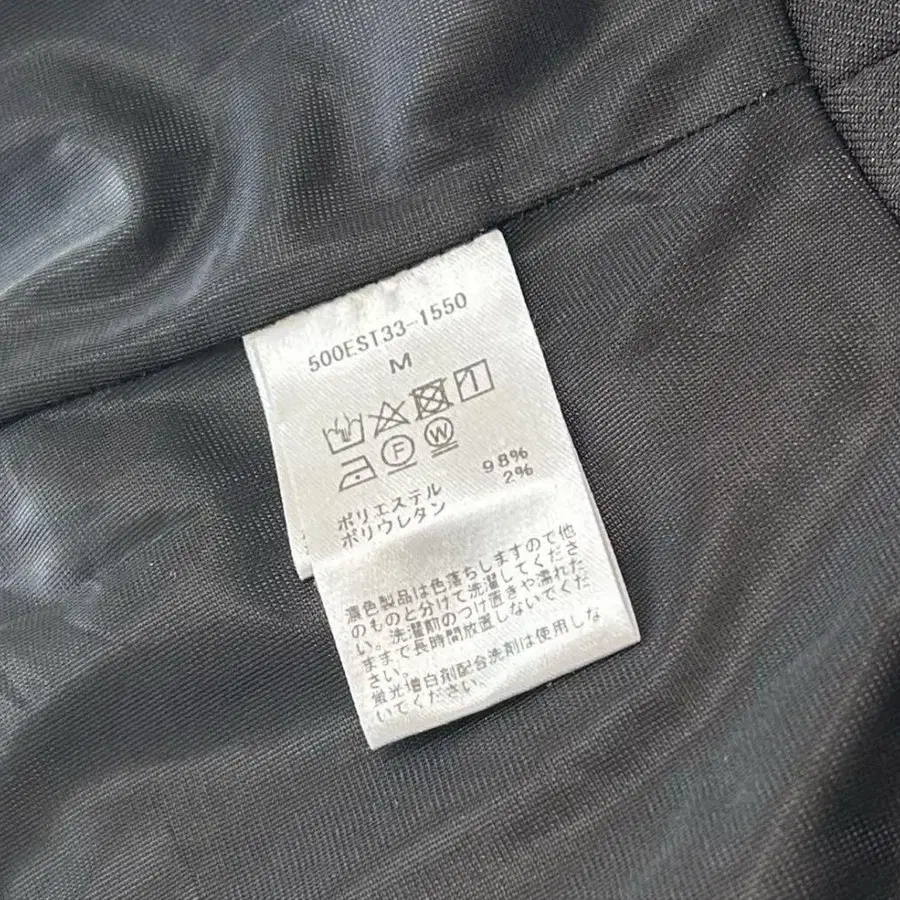 500EST33-1550
M
F W
ポリエステル 98%
ポリウレタン 2%
濃色製品は色落ちしますので他
のものと分けて洗濯してくださ
い。洗濯前のつけ置きや濡れた
ままで長時間放置しないでくだ
さい。
蛍光増白剤配合洗剤は使用しな
いでください。